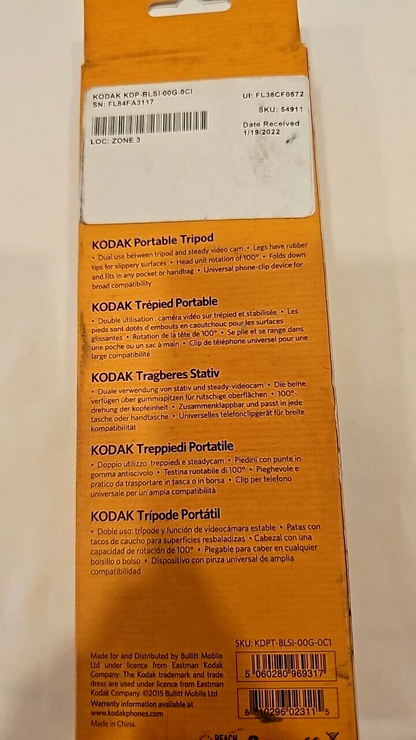 KODAK KDP-BLSI-00G-0CI
SN: FL84FA3117
UI: FL38CF0572
SKU: 54911
LOC: ZONE 3
Date Received
1/19/2022
KODAK Portable Tripod
• Dual use between tripod and steady video cam • Legs have rubber
tips for slippery surfaces • Head unit rotation of 100° • Folds down
and fits in any pocket or handbag • Universal phone-clip device for
broad compatibility
KODAK Trépied Portable
• Double utilisation : caméra vidéo sur trépied et stabilisée • Les
pieds sont dotés d'embouts en caoutchouc pour les surfaces
glissantes • Rotation de la tête de 100° • Se plie et se range dans
une poche ou un sac à main • Clip de téléphone universel pour une
large compatibilité
KODAK Tragberes Stativ
• Duale verwendung von stativ und steady-videocam • Die beine
verfügen über gummispitzen für rutschige oberflächen • 100°
drehung der kopfeinheit • Zusammenklappbar und passt in jede
tasche oder handtasche • Universelles telefonclipgerät für breite
kompatibilität
KODAK Treppiedi Portatile
• Doppio utilizzo: treppiedi e steadycam • Piedini con punte in
gomma antiscivolo • Testina ruotabile di 100° • Pieghevole e
pratico da trasportare in tasca o in borsa • Clip per telefono
universale per un ampia compatibilità
KODAK Trípode Portátil
• Doble uso: trípode y función de videocámara estable • Patas con
tacos de caucho para superficies resbaladizas • Cabezal con una
capacidad de rotación de 100° • Plegable para caber en cualquier
bolsillo o bolso • Dispositivo con pinza universal de amplia
compatibilidad
SKU: KDPT-BLSI-00G-0C1
5 060280 969317
Made for and Distributed by Bullitt Mobile
Ltd under licence from Eastman Kodak
Company. The Kodak trademark and trade
dress are used under licence from Eastman
Kodak Company. ©2015 Bullitt Mobile Ltd
Warranty information available at
www.kodakphones.com
Made in China.
8 10296 02311 5
REACH